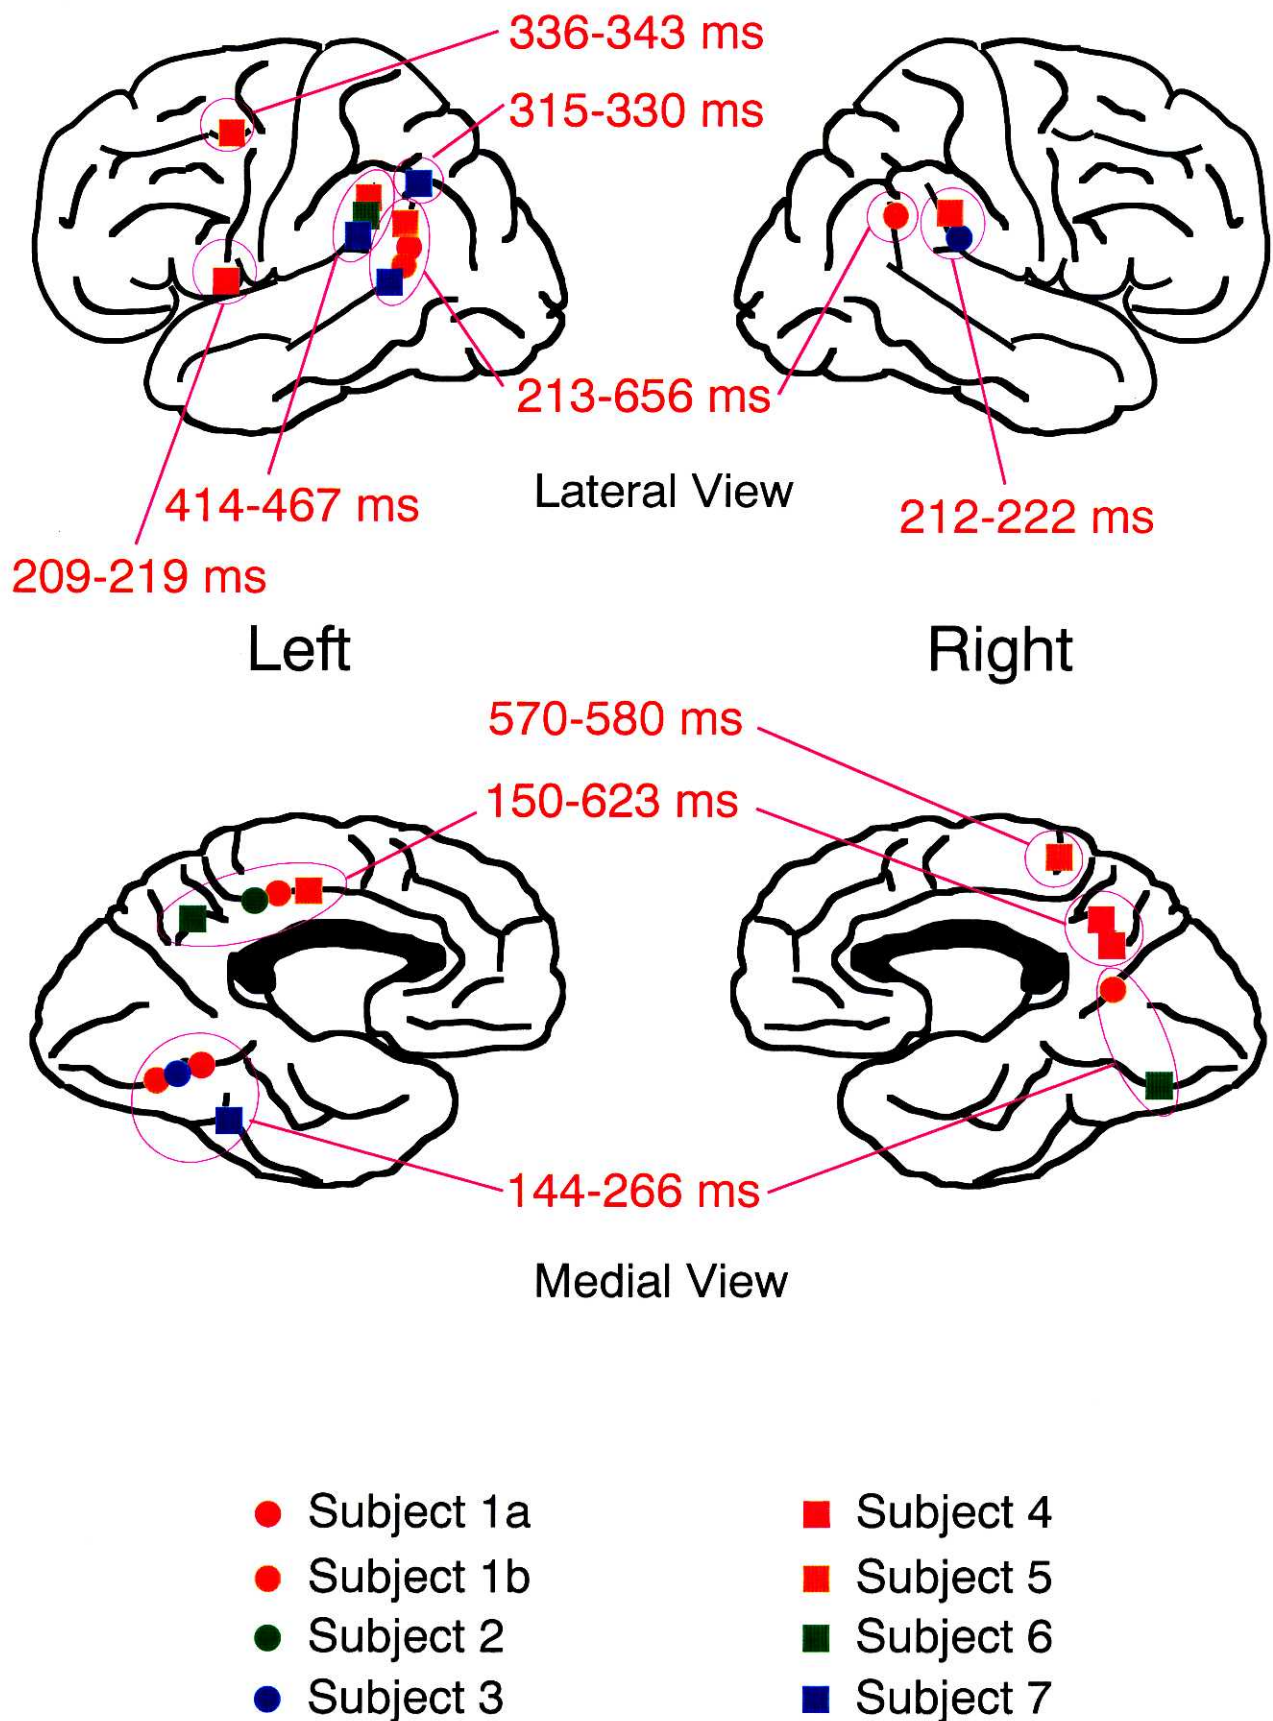 336-343 ms
315-330 ms
213-656 ms
414-467 ms
Lateral View
212-222 ms
209-219 ms
Left
Right
570-580 ms
150-623 ms
144-266 ms
Medial View
Subject 1a
Subject 4
Subject 1b
Subject 5
Subject 2
Subject 6
Subject 3
Subject 7